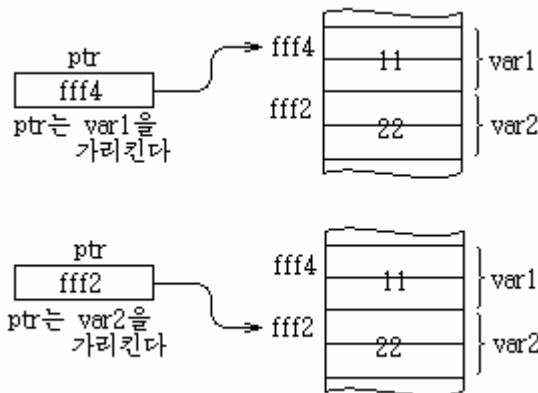 ptr
fff4
ptr는 var1을
가리킨다
fff4
11
var1
fff2
22
var2
ptr
fff2
ptr는 var2을
가리킨다
fff4
11
var1
fff2
22
var2